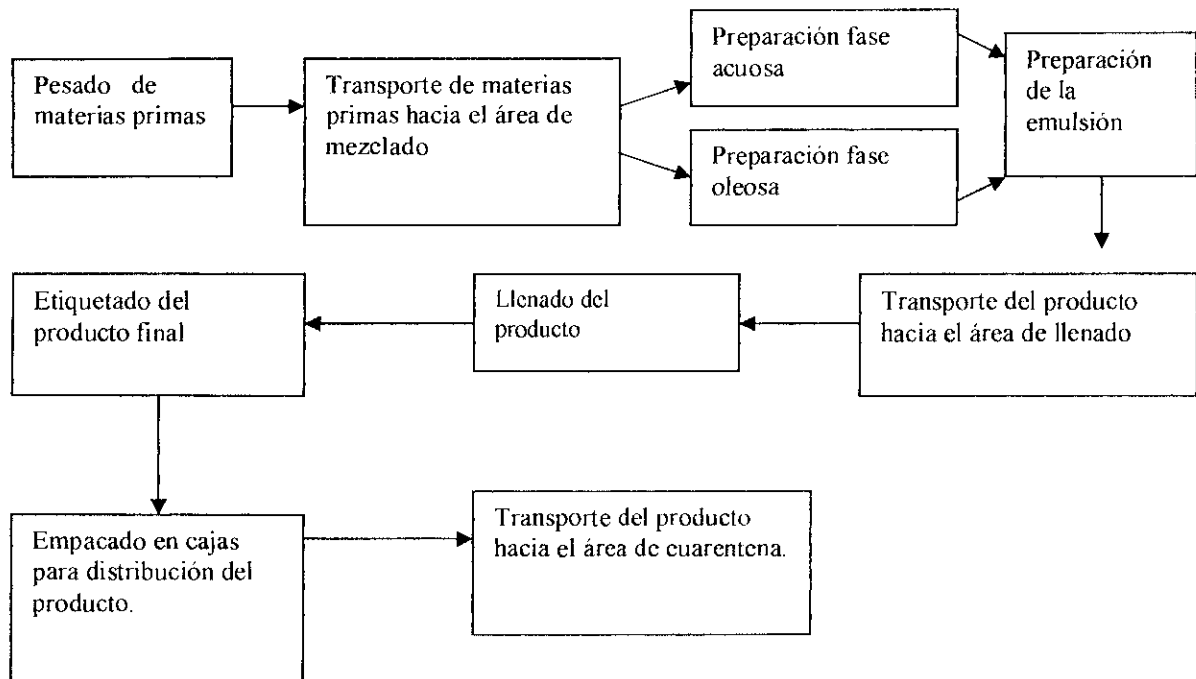 Pesado de
materias primas
Transporte de materias
primas hacia el área de
mezclado
Preparación fase
acuosa
Preparación fase
oleosa
Preparación
de la
emulsión
Transporte del producto
hacia el área de llenado
Llenado del
producto
Etiquetado del
producto final
Empacado en cajas
para distribución del
producto.
Transporte del producto
hacia el área de cuarentena.